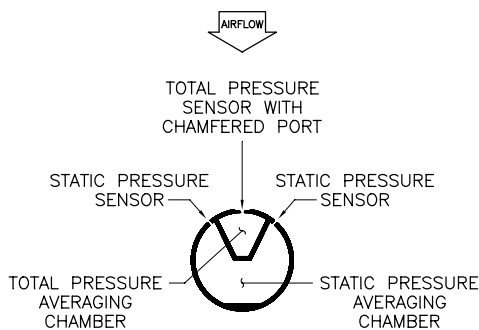 AIRFLOW
TOTAL PRESSURE
SENSOR WITH
CHAMFERED PORT
STATIC PRESSURE
SENSOR
STATIC PRESSURE
SENSOR
TOTAL PRESSURE
AVERAGING
CHAMBER
STATIC PRESSURE
AVERAGING
CHAMBER